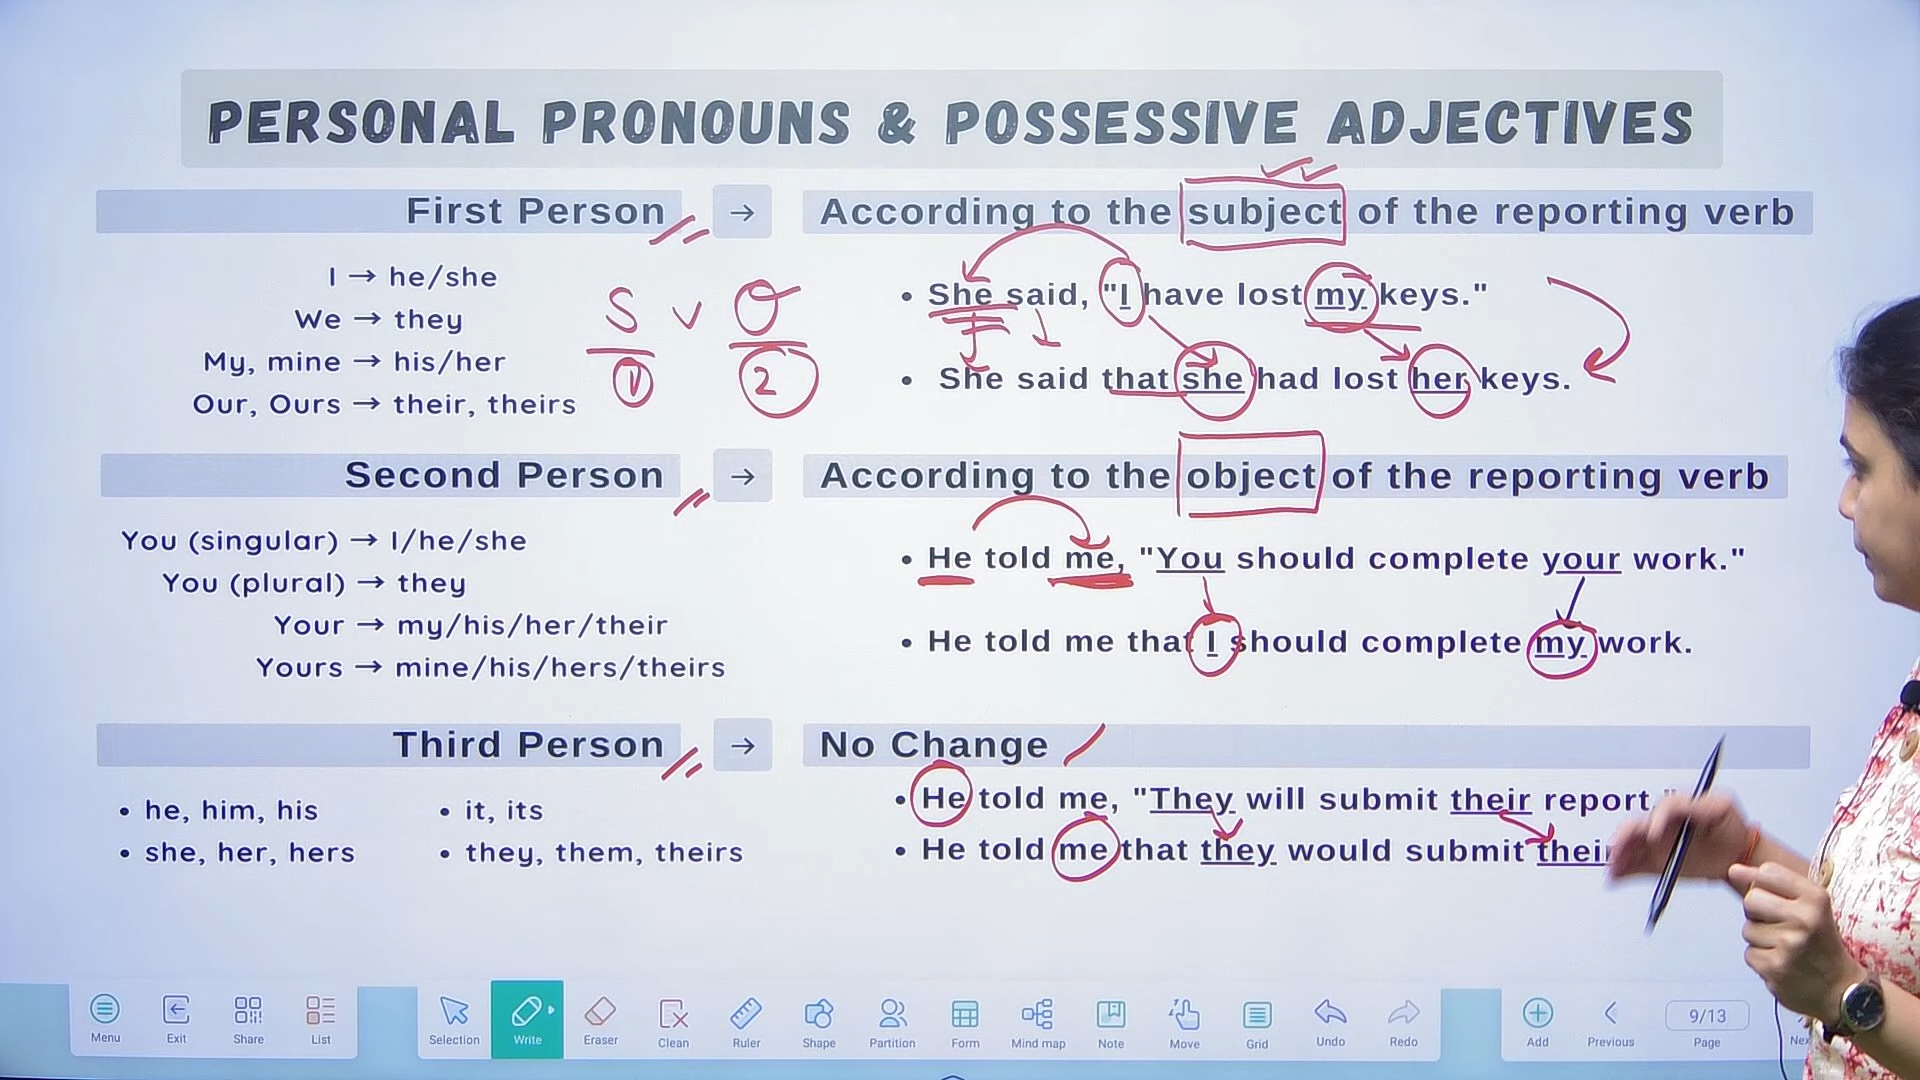 PERSONAL PRONOUNS & POSSESSIVE ADJECTIVES
First Person → According to the subject of the reporting verb
I → he/she
We → they
My, mine → his/her
Our, Ours → their, theirs
S V O
1 2
• She said, "I have lost my keys."
• She said that she had lost her keys.
Second Person → According to the object of the reporting verb
You (singular) → I/he/she
You (plural) → they
Your → my/his/her/their
Yours → mine/his/hers/theirs
• He told me, "You should complete your work."
• He told me that I should complete my work.
Third Person → No Change
• he, him, his
• she, her, hers
• it, its
• they, them, theirs
• He told me, "They will submit their report."
• He told me that they would submit
Menu Exit Share List Selection Write Eraser Clean Ruler Shape Partition Form Mind map Note Move Grid Undo Redo Add Previous 9/13 Page